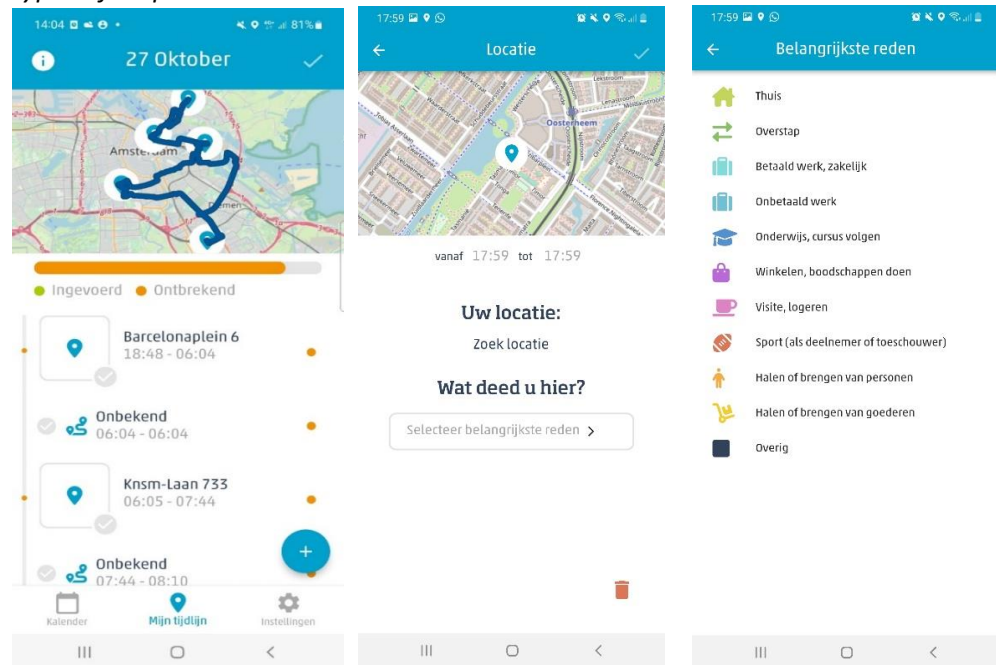 14:04 81%
27 Oktober
Amsterdam
Diemen
Ingevoerd Ontbrekend
Barcelonaplein 6
18:48 - 06:04
Onbekend
06:04 - 06:04
Knsm-Laan 733
06:05 - 07:44
Onbekend
07:44 - 08:10
+
Kalender Mijn tijdlijn Instellingen
17:59
Locatie
Oosterheem
vanaf 17:59 tot 17:59
Uw locatie:
Zoek locatie
Wat deed u hier?
Selecteer belangrijkste reden >
17:59
Belangrijkste reden
Thuis
Overstap
Betaald werk, zakelijk
Onbetaald werk
Onderwijs, cursus volgen
Winkelen, boodschappen doen
Visite, logeren
Sport (als deelnemer of toeschouwer)
Halen of brengen van personen
Halen of brengen van goederen
Overig